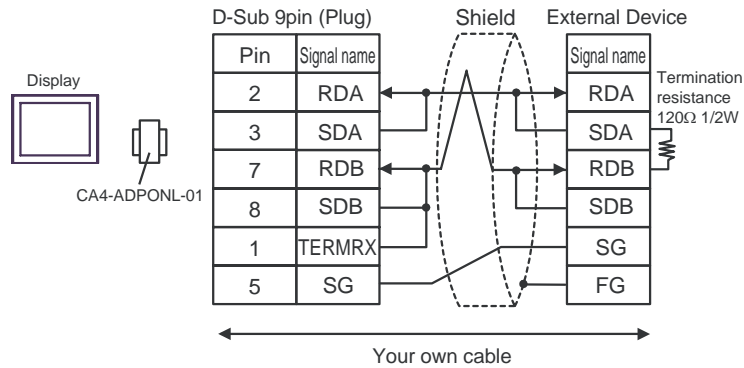 D-Sub 9pin (Plug)
Shield
External Device
Pin
Signal name
Signal name
Display
2
RDA
RDA
Termination
resistance
120Ω 1/2W
3
SDA
SDA
7
RDB
RDB
CA4-ADPONL-01
8
SDB
SDB
1
TERMRX
SG
5
SG
FG
Your own cable